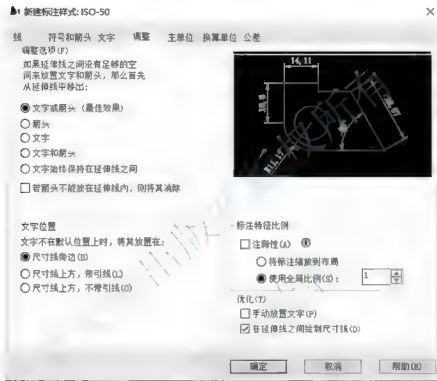 新建标注样式: ISO-50
线 符号和箭头 文字 调整 主单位 换算单位 公差
调整选项(F)
如果延伸线之间没有足够的空
间来放置文字和箭头，那么首先
从延伸线中移出：
文字或箭头（最佳效果）
箭头
文字
文字和箭头
文字始终保持在延伸线之间
若箭头不能放在延伸线内，则将其消除
14,11
文字位置
文字不在默认位置上时，将其放置在：
尺寸线旁边(B)
尺寸线上方，带引线(L)
尺寸线上方，不带引线(O)
标注特征比例
注释性(A)
将标注缩放到布局
使用全局比例(S)： 1
优化(T)
手动放置文字(P)
在延伸线之间绘制尺寸线(D)
确定 取消 帮助(H)